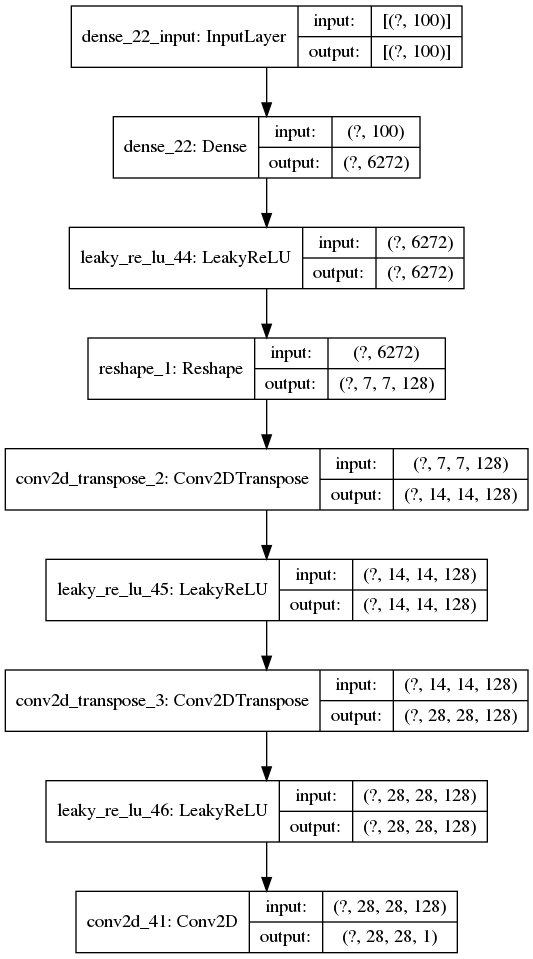 dense_22_input: InputLayer
input: [(?, 100)]
output: [(?, 100)]
dense_22: Dense
input: (?, 100)
output: (?, 6272)
leaky_re_lu_44: LeakyReLU
input: (?, 6272)
output: (?, 6272)
reshape_1: Reshape
input: (?, 6272)
output: (?, 7, 7, 128)
conv2d_transpose_2: Conv2DTranspose
input: (?, 7, 7, 128)
output: (?, 14, 14, 128)
leaky_re_lu_45: LeakyReLU
input: (?, 14, 14, 128)
output: (?, 14, 14, 128)
conv2d_transpose_3: Conv2DTranspose
input: (?, 14, 14, 128)
output: (?, 28, 28, 128)
leaky_re_lu_46: LeakyReLU
input: (?, 28, 28, 128)
output: (?, 28, 28, 128)
conv2d_41: Conv2D
input: (?, 28, 28, 128)
output: (?, 28, 28, 1)